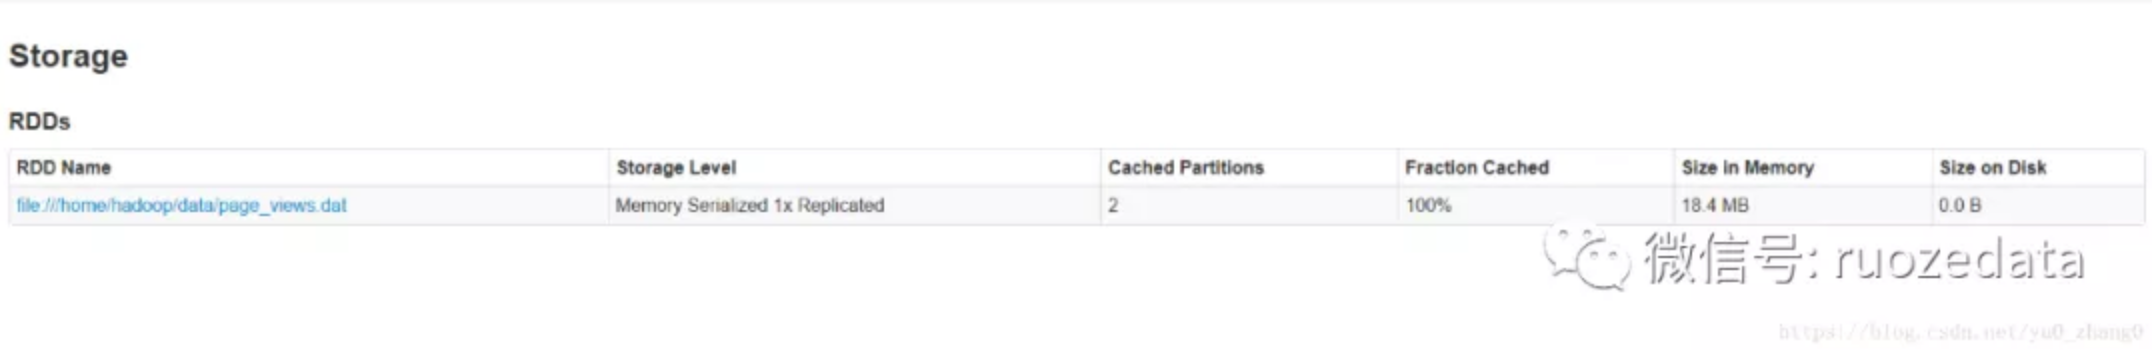 Storage
RDDs
RDD Name Storage Level Cached Partitions Fraction Cached Size in Memory Size on Disk
file:///home/hadoop/data/page_views.dat Memory Serialized 1x Replicated 2 100% 18.4 MB 0.0 B
微信号: ruozedata
https://blog.csdn.net/yu0_zhang0